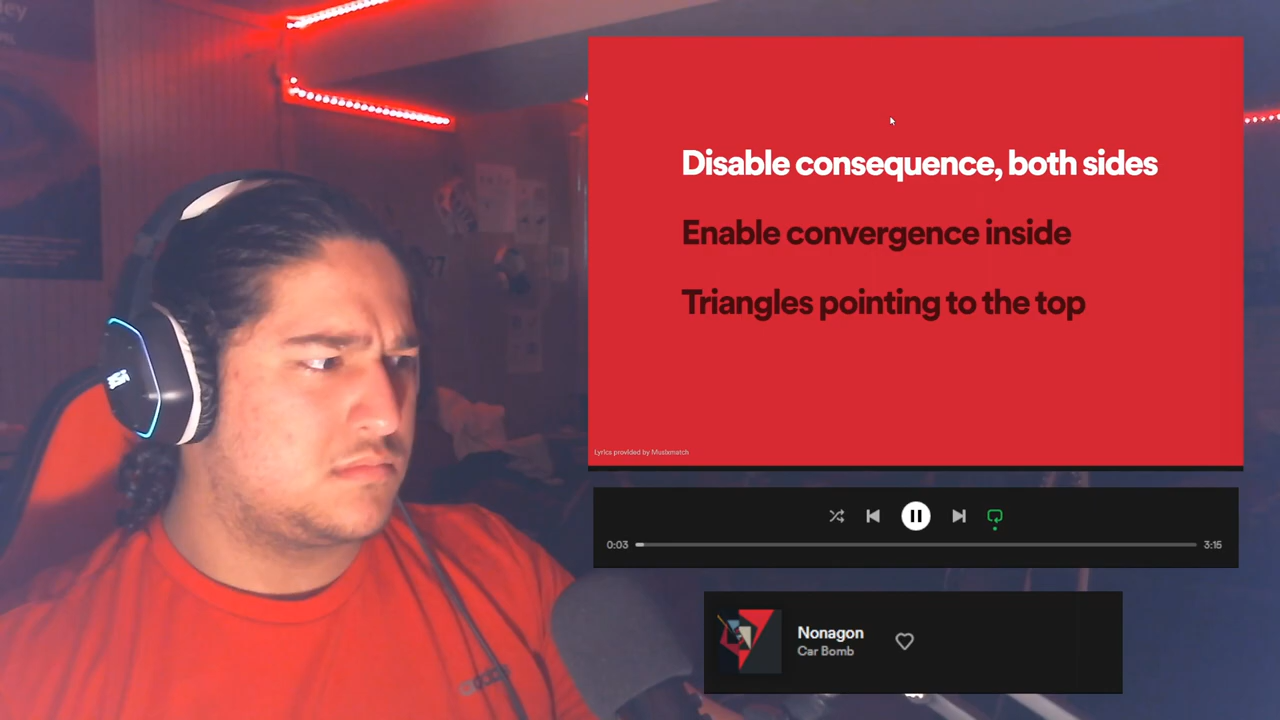 Disable consequence, both sides
Enable convergence inside
Triangles pointing to the top
Lyrics provided by Musixmatch
0:03
3:15
Nonagon
Car Bomb